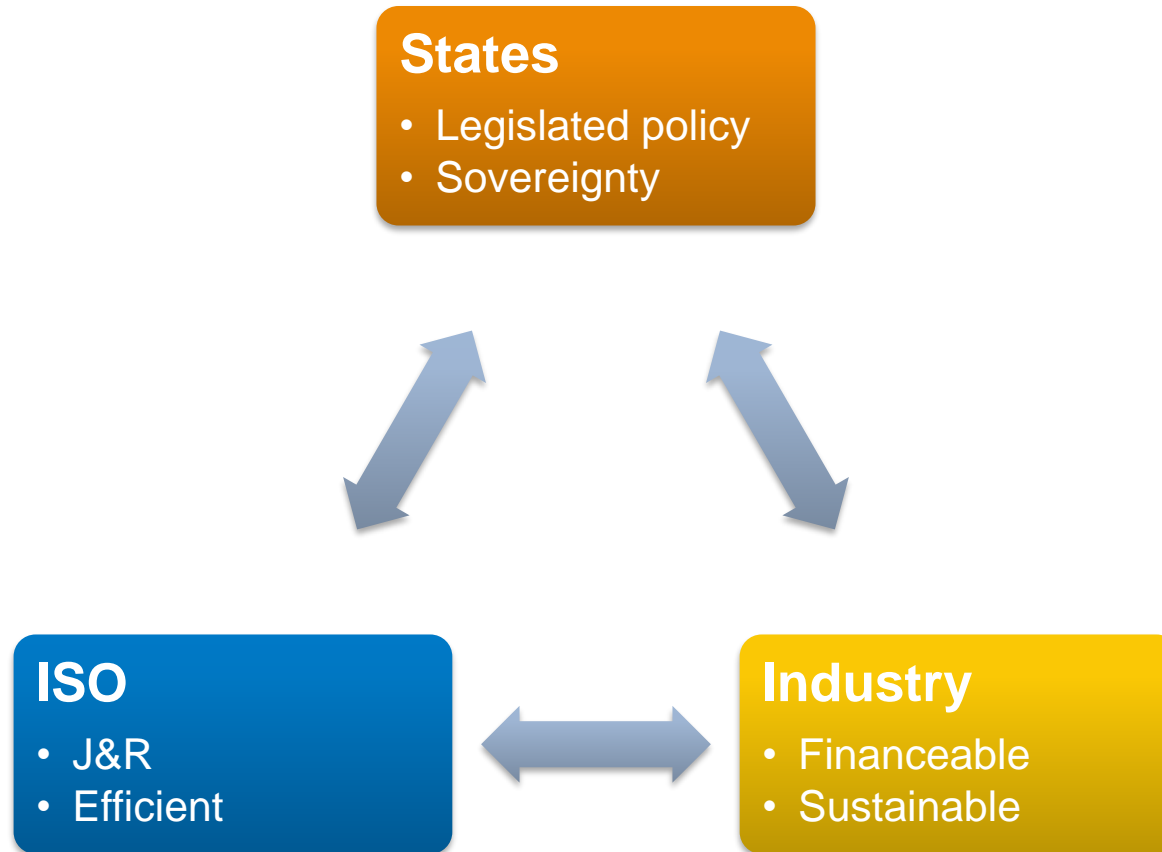 States
• Legislated policy
• Sovereignty
ISO
• J&R
• Efficient
Industry
• Financeable
• Sustainable